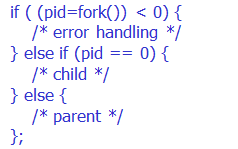 if ( (pid=fork()) < 0) {
/* error handling */
} else if (pid == 0) {
/* child */
} else {
/* parent */
};